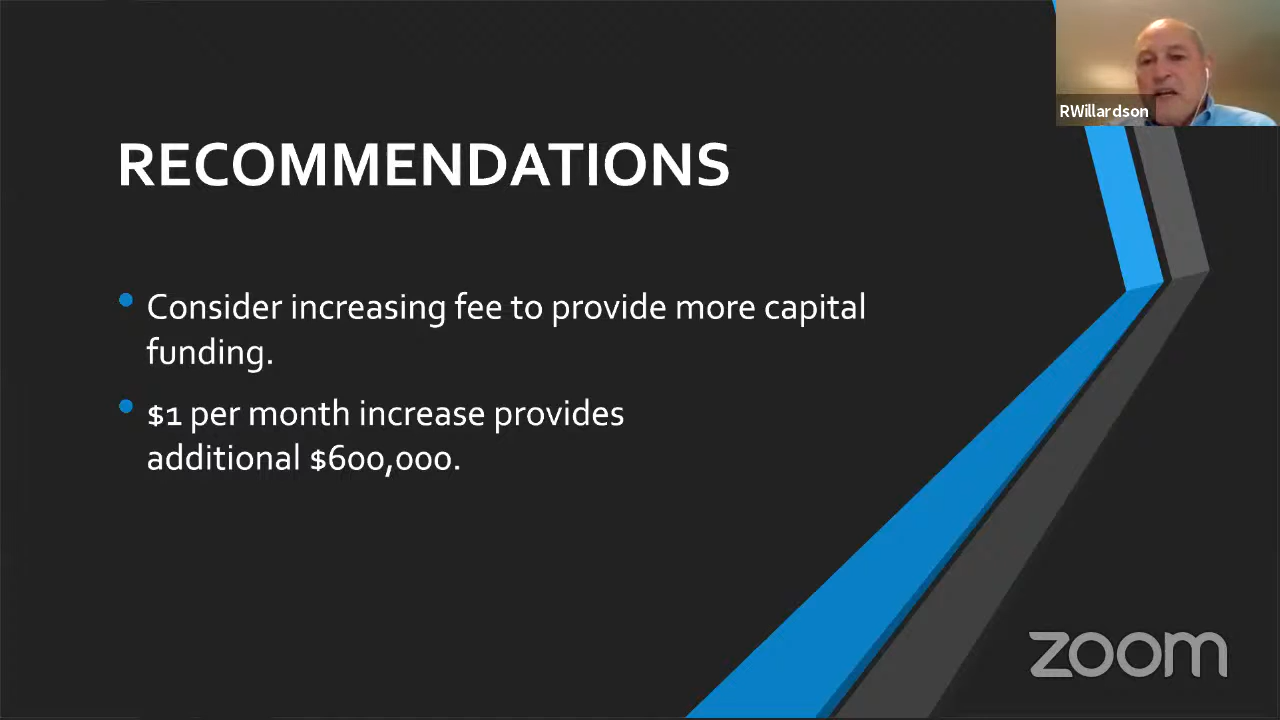 RWillardson
RECOMMENDATIONS
• Consider increasing fee to provide more capital
funding.
• $1 per month increase provides
additional $600,000.
zoom